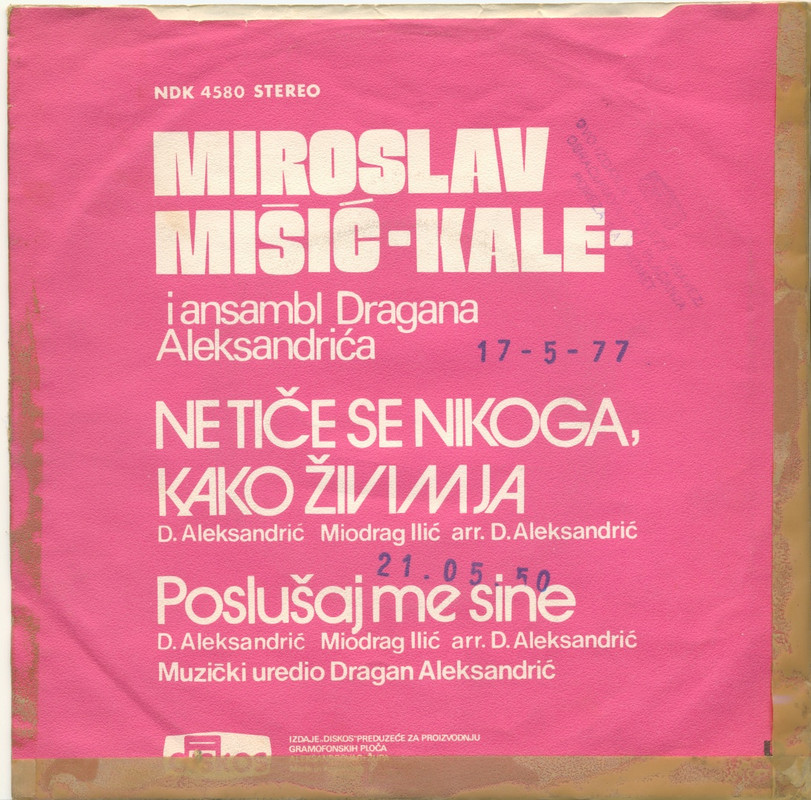 NDK 4580 STEREO
MIROSLAV
MIŠIĆ-KALE-
i ansambl Dragana
Aleksandrića
17-5-77
NE TIČE SE NIKOGA,
KAKO ŽIVIM JA
D. Aleksandrić Miodrag Ilić arr. D. Aleksandrić
21.05.50
Poslušaj me sine
D. Aleksandrić Miodrag Ilić arr. D. Aleksandrić
Muzički uredio Dragan Aleksandrić
diskos
IZDAJE „DISKOS" PREDUZEĆE ZA PROIZVODNJU
GRAMOFONSKIH PLOČA